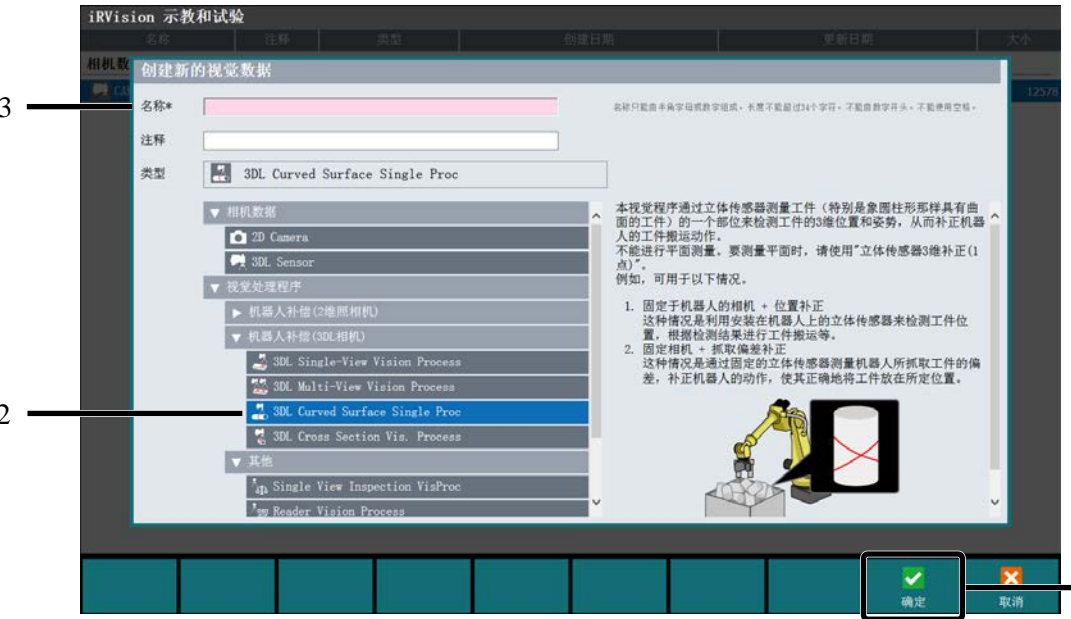 iRVision 示教和试验
名称 注释 类型 创建日期 更新日期 大小
相机数
CA 12578
创建新的视觉数据
3
名称* 名称只能由半角字母或数字组成。长度不能超过34个字符。不能由数字开头。不能使用空格。
注释
类型 3DL Curved Surface Single Proc
▼ 相机数据
2D Camera
3DL Sensor
▼ 视觉处理程序
▶ 机器人补偿(2维照相机)
▼ 机器人补偿(3DL相机)
3DL Single-View Vision Process
3DL Multi-View Vision Process
2
3DL Curved Surface Single Proc
3DL Cross Section Vis. Process
▼ 其他
Single View Inspection VisProc
Reader Vision Process
本视觉程序通过立体传感器测量工件（特别是象圆柱形那样具有曲
面的工件）的一个部位来检测工件的3维位置和姿势，从而补正机器
人的工件搬运动作。
不能进行平面测量。要测量平面时，请使用"立体传感器3维补正(1
点)"。
例如，可用于以下情况。
1. 固定于机器人的相机 + 位置补正
这种情况是利用安装在机器人上的立体传感器来检测工件位
置，根据检测结果进行工件搬运等。
2. 固定相机 + 抓取偏差补正
这种情况是通过固定的立体传感器测量机器人所抓取工件的偏
差，补正机器人的动作，使其正确地将工件放在所定位置。
确定 取消